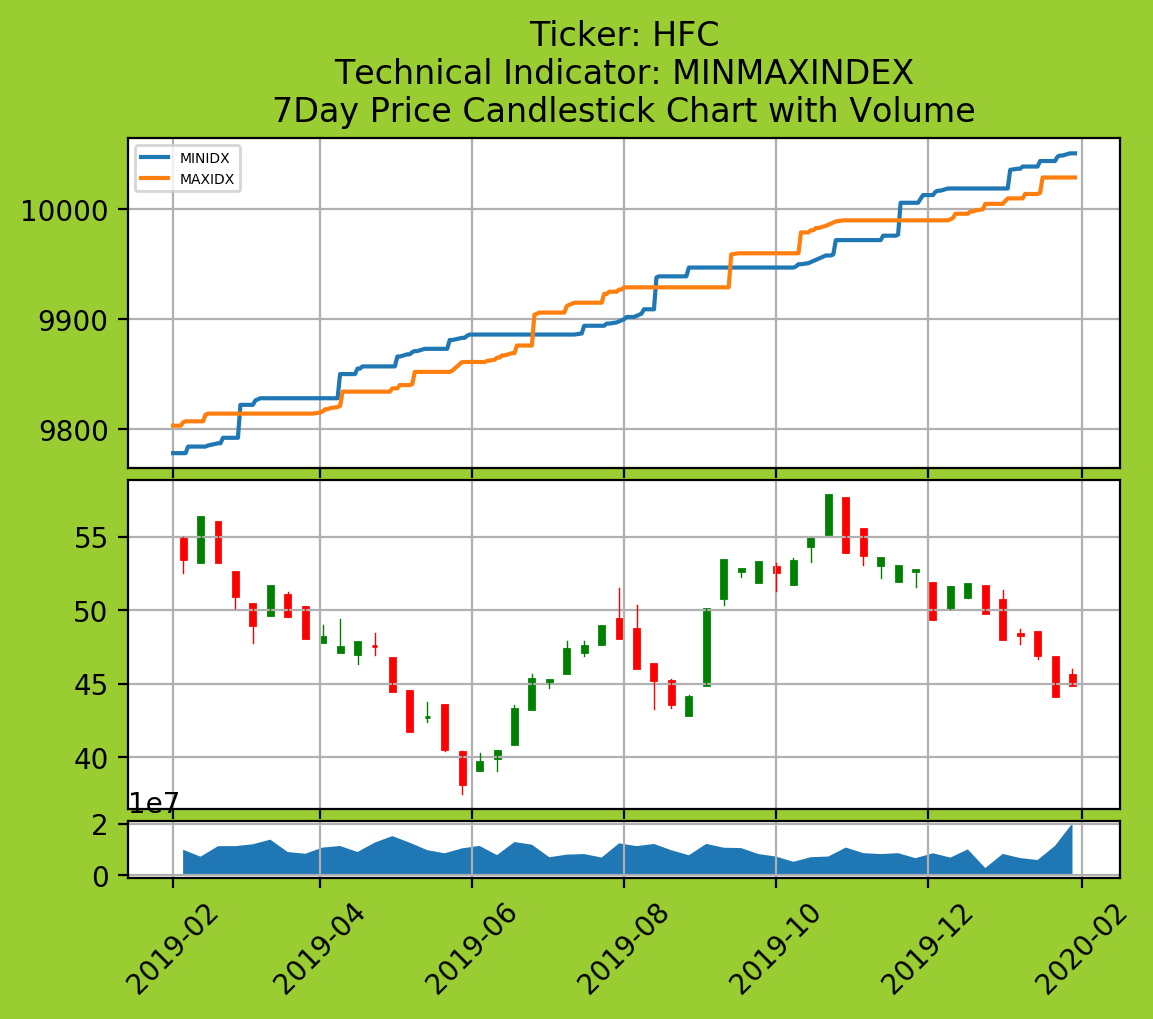 Ticker: HFC
Technical Indicator: MINMAXINDEX
7Day Price Candlestick Chart with Volume
MINIDX
MAXIDX
10000
9900
9800
55
50
45
40
1e7
2
0
2019-02
2019-04
2019-06
2019-08
2019-10
2019-12
2020-02